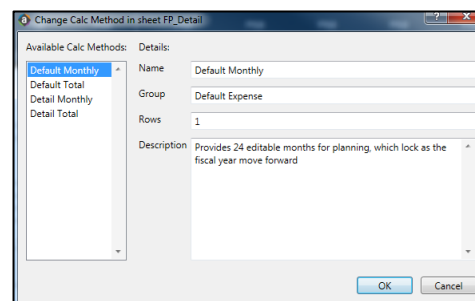 Change Calc Method in sheet FP_Detail
Available Calc Methods:
Default Monthly
Default Total
Detail Monthly
Detail Total
Details:
Name Default Monthly
Group Default Expense
Rows 1
Description Provides 24 editable months for planning, which lock as the
fiscal year move forward
OK Cancel